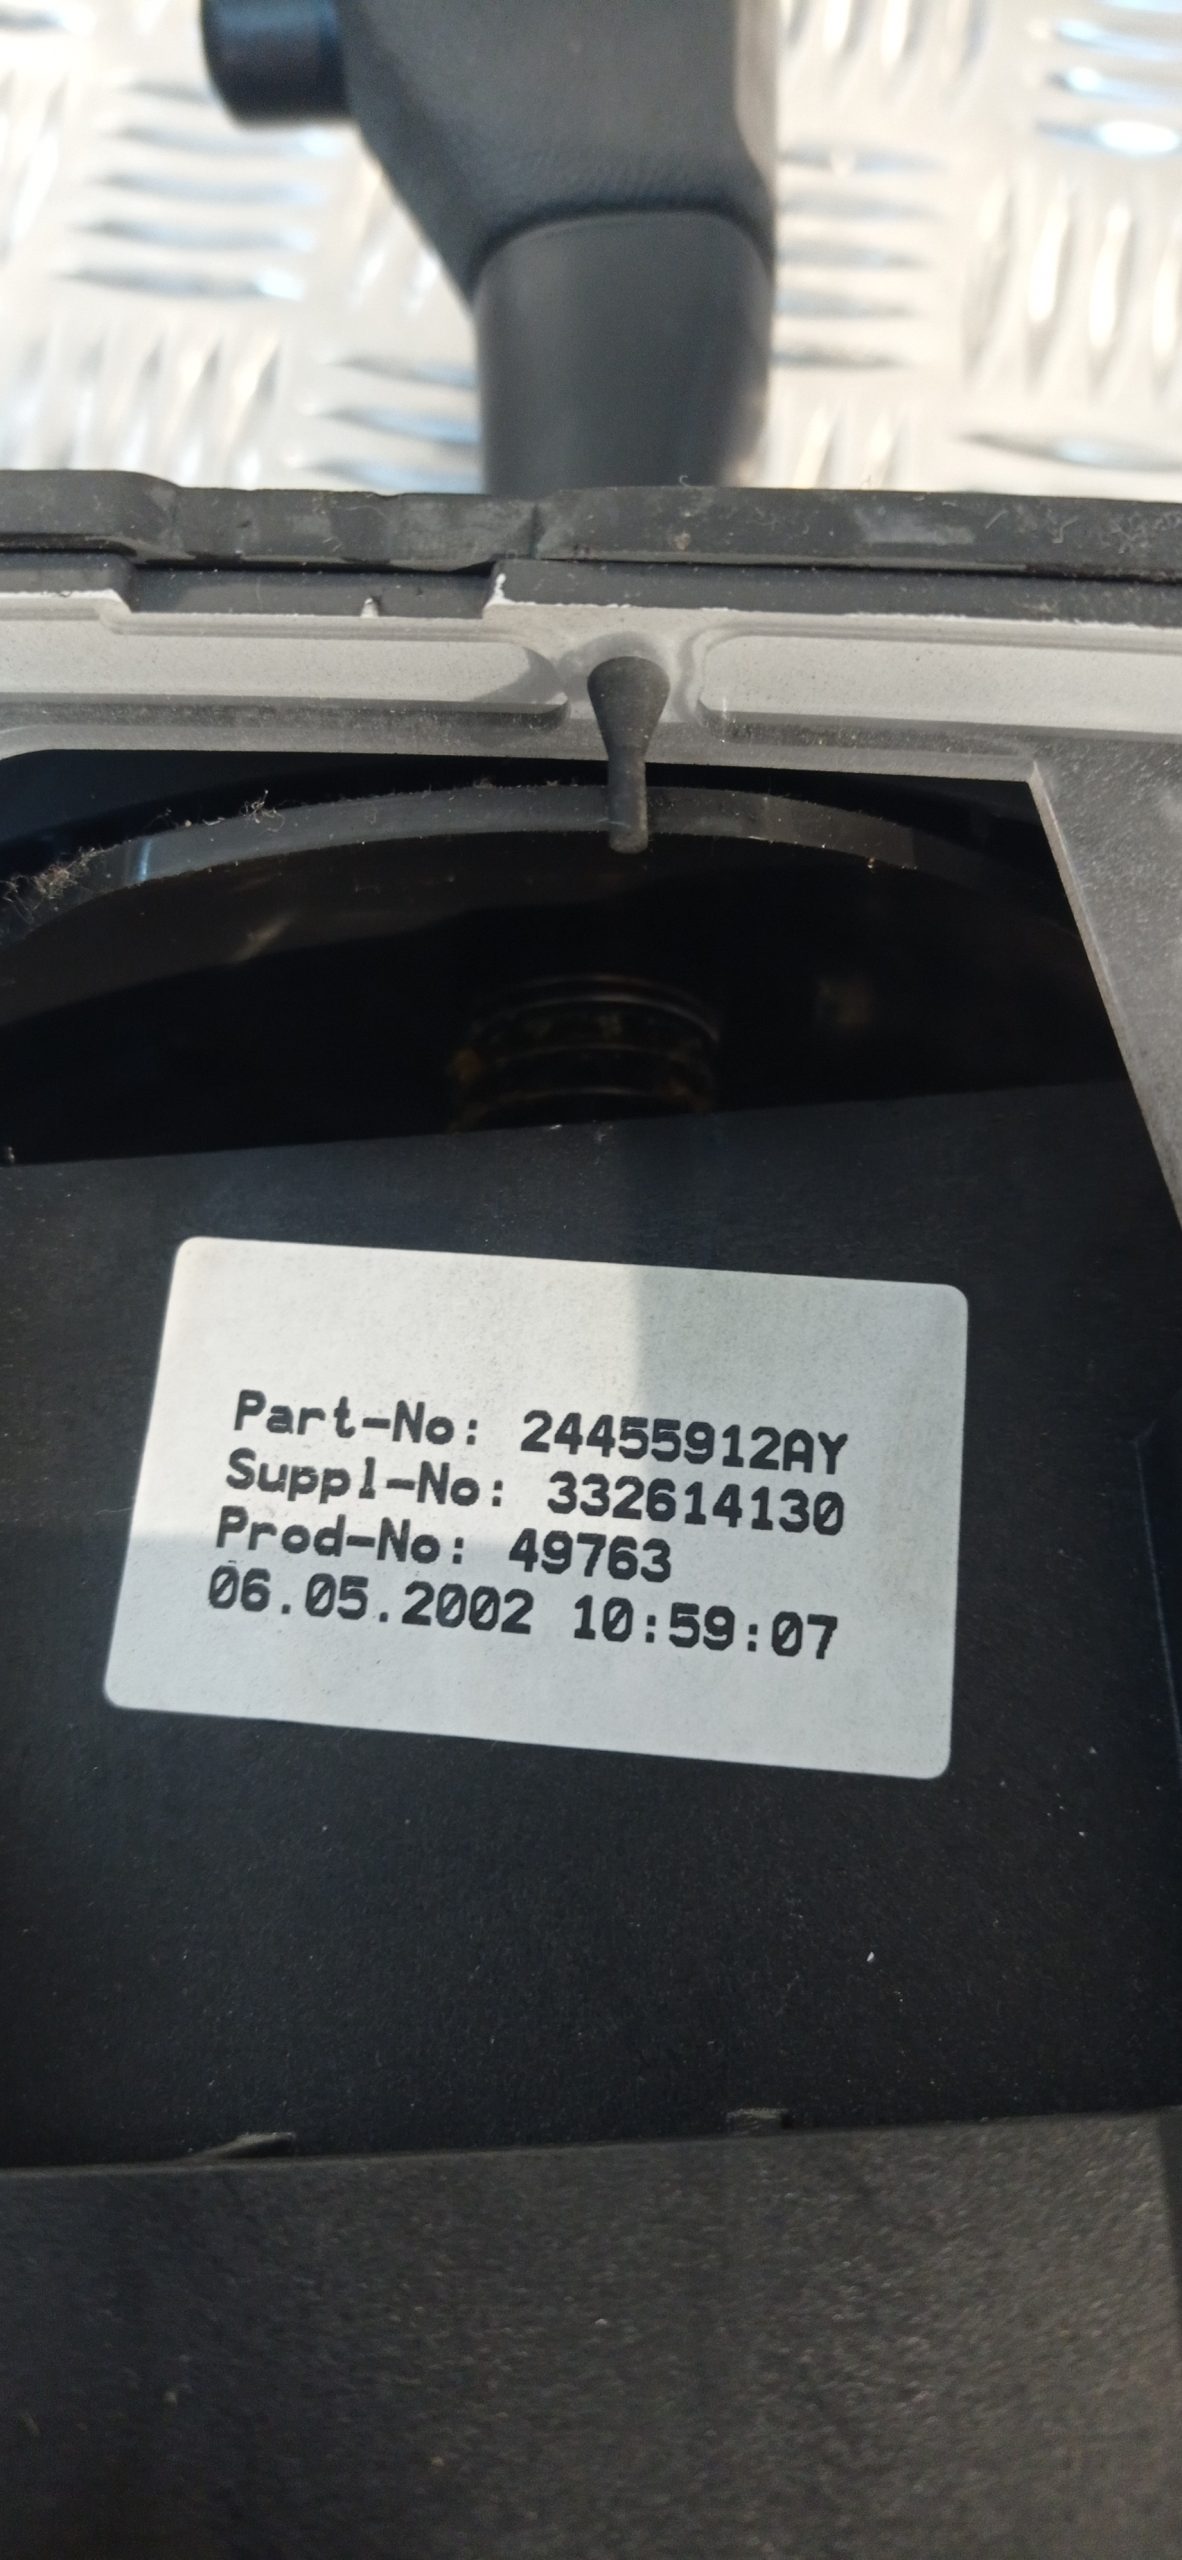 Part-No: 24455912AY
Suppl-No: 332614130
Prod-No: 49763
06.05.2002 10:59:07